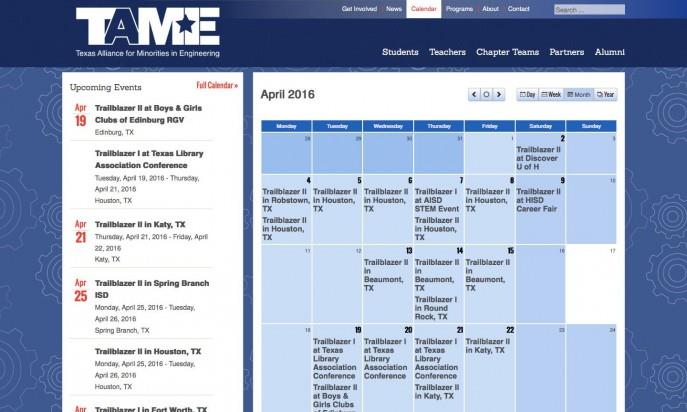 Get Involved | News | Calendar | Programs | About | Contact
Search ...
TAME
Texas Alliance for Minorities in Engineering
Students Teachers Chapter Teams Partners Alumni
Upcoming Events
Full Calendar »
Apr
19
Trailblazer II at Boys & Girls
Clubs of Edinburg RGV
Edinburg, TX
Trailblazer I at Texas Library
Association Conference
Tuesday, April 19, 2016 - Thursday,
April 21, 2016
Houston, TX
Apr
21
Trailblazer II in Katy, TX
Thursday, April 21, 2016 - Friday, April
22, 2016
Katy, TX
Apr
25
Trailblazer II in Spring Branch
ISD
Monday, April 25, 2016 - Tuesday,
April 26, 2016
Spring Branch, TX
Trailblazer II in Houston, TX
Monday, April 25, 2016 - Tuesday,
April 26, 2016
Houston, TX
Apr
Trailblazer I in Fort Worth, TX
April 2016
Day Week Month Year
Monday Tuesday Wednesday Thursday Friday Saturday Sunday
28 29 30 31 1 2 3
Trailblazer II
at Discover
U of H
4 5 6 7 8 9 10
Trailblazer II
in Robstown,
TX
Trailblazer II
in Houston,
TX
Trailblazer II
in Houston,
TX
Trailblazer II
in Houston,
TX
Trailblazer I
at AISD
STEM Event
Trailblazer II
in Houston,
TX
Trailblazer II
in Houston,
TX
Trailblazer II
at HISD
Career Fair
11 12 13 14 15 16 17
Trailblazer II
in
Beaumont,
TX
Trailblazer II
in
Beaumont,
TX
Trailblazer I
in Round
Rock, TX
Trailblazer II
in
Beaumont,
TX
18 19 20 21 22 23 24
Trailblazer I
at Texas
Library
Association
Conference
Trailblazer II
at Boys &
Girls Clubs
of Edinburg
Trailblazer I
at Texas
Library
Association
Conference
Trailblazer I
at Texas
Library
Association
Conference
Trailblazer II
in Katy, TX
Trailblazer II
in Katy, TX